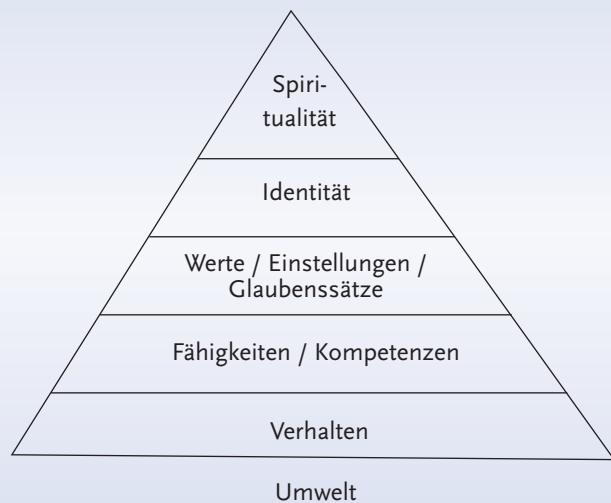 Spiri-
tualität
Identität
Werte / Einstellungen /
Glaubenssätze
Fähigkeiten / Kompetenzen
Verhalten
Umwelt